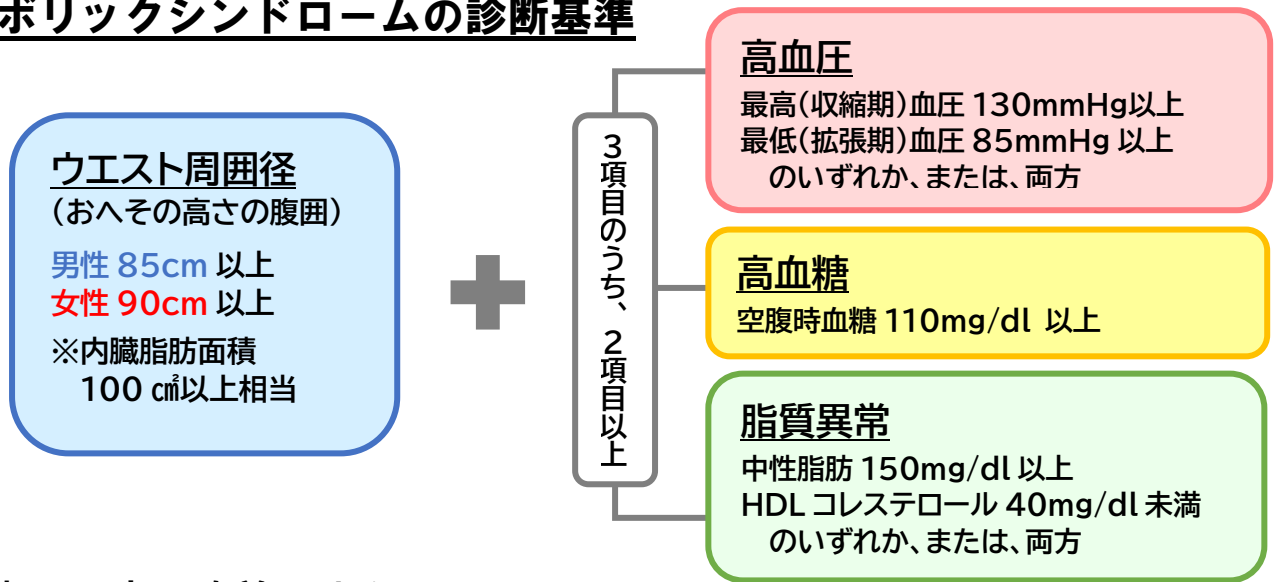 ボリックシンドロームの診断基準
ウエスト周囲径
(おへその高さの腹囲)
男性 85cm 以上
女性 90cm 以上
※内臓脂肪面積
100 ㎠以上相当
3項目のうち、2項目以上
高血圧
最高(収縮期)血圧 130mmHg以上
最低(拡張期)血圧 85mmHg 以上
のいずれか、または、両方
高血糖
空腹時血糖 110mg/dl 以上
脂質異常
中性脂肪 150mg/dl 以上
HDL コレステロール 40mg/dl 未満
のいずれか、または、両方